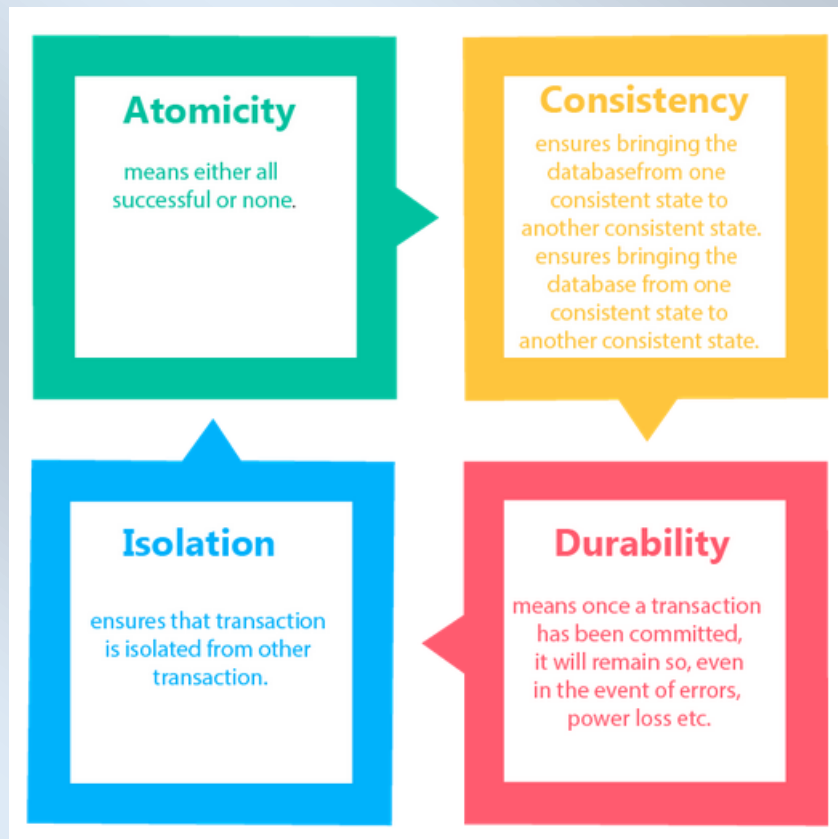 Atomicity
means either all
successful or none.
Consistency
ensures bringing the
databasefrom one
consistent state to
another consistent state.
ensures bringing the
database from one
consistent state to
another consistent state.
Isolation
ensures that transaction
is isolated from other
transaction.
Durability
means once a transaction
has been committed,
it will remain so, even
in the event of errors,
power loss etc.